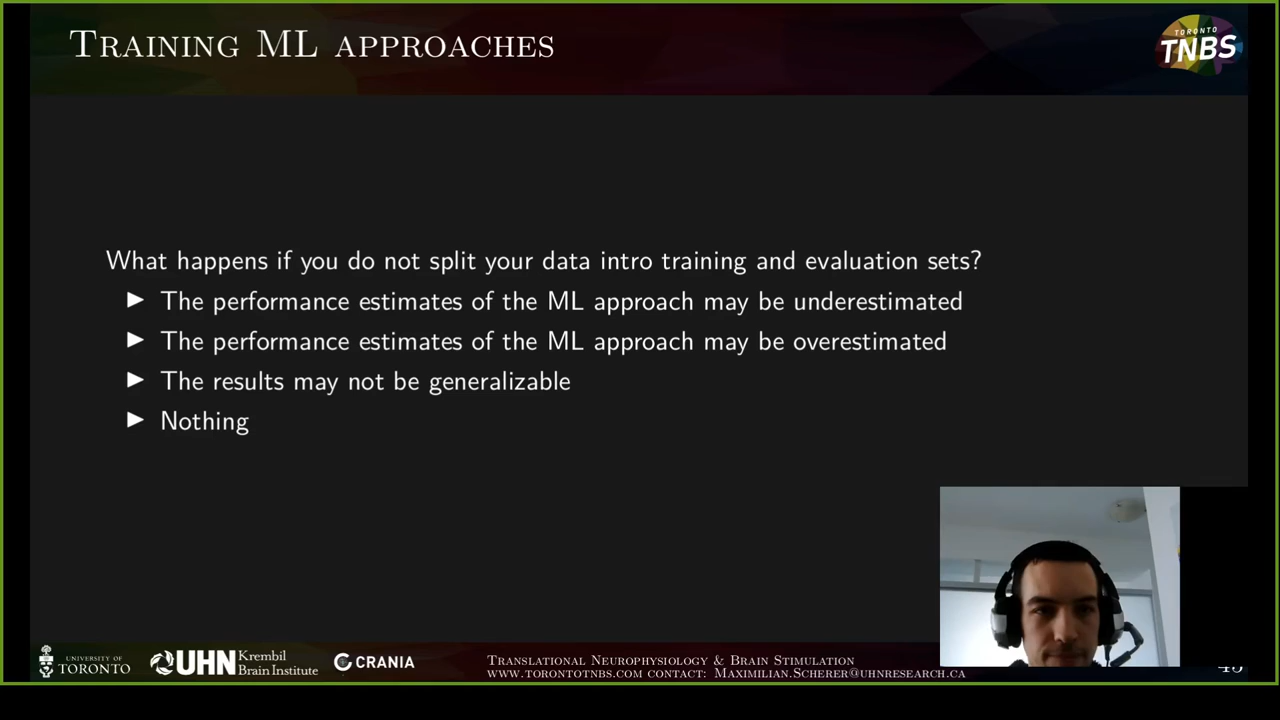 Training ML approaches
TORONTO
TNBS
What happens if you do not split your data intro training and evaluation sets?
▶ The performance estimates of the ML approach may be underestimated
▶ The performance estimates of the ML approach may be overestimated
▶ The results may not be generalizable
▶ Nothing
UNIVERSITY OF
TORONTO
UHN Krembil
Brain Institute
CRANIA
Translational Neurophysiology & Brain Stimulation
www.torontotnbs.com contact: Maximilian.Scherer@uhnresearch.ca